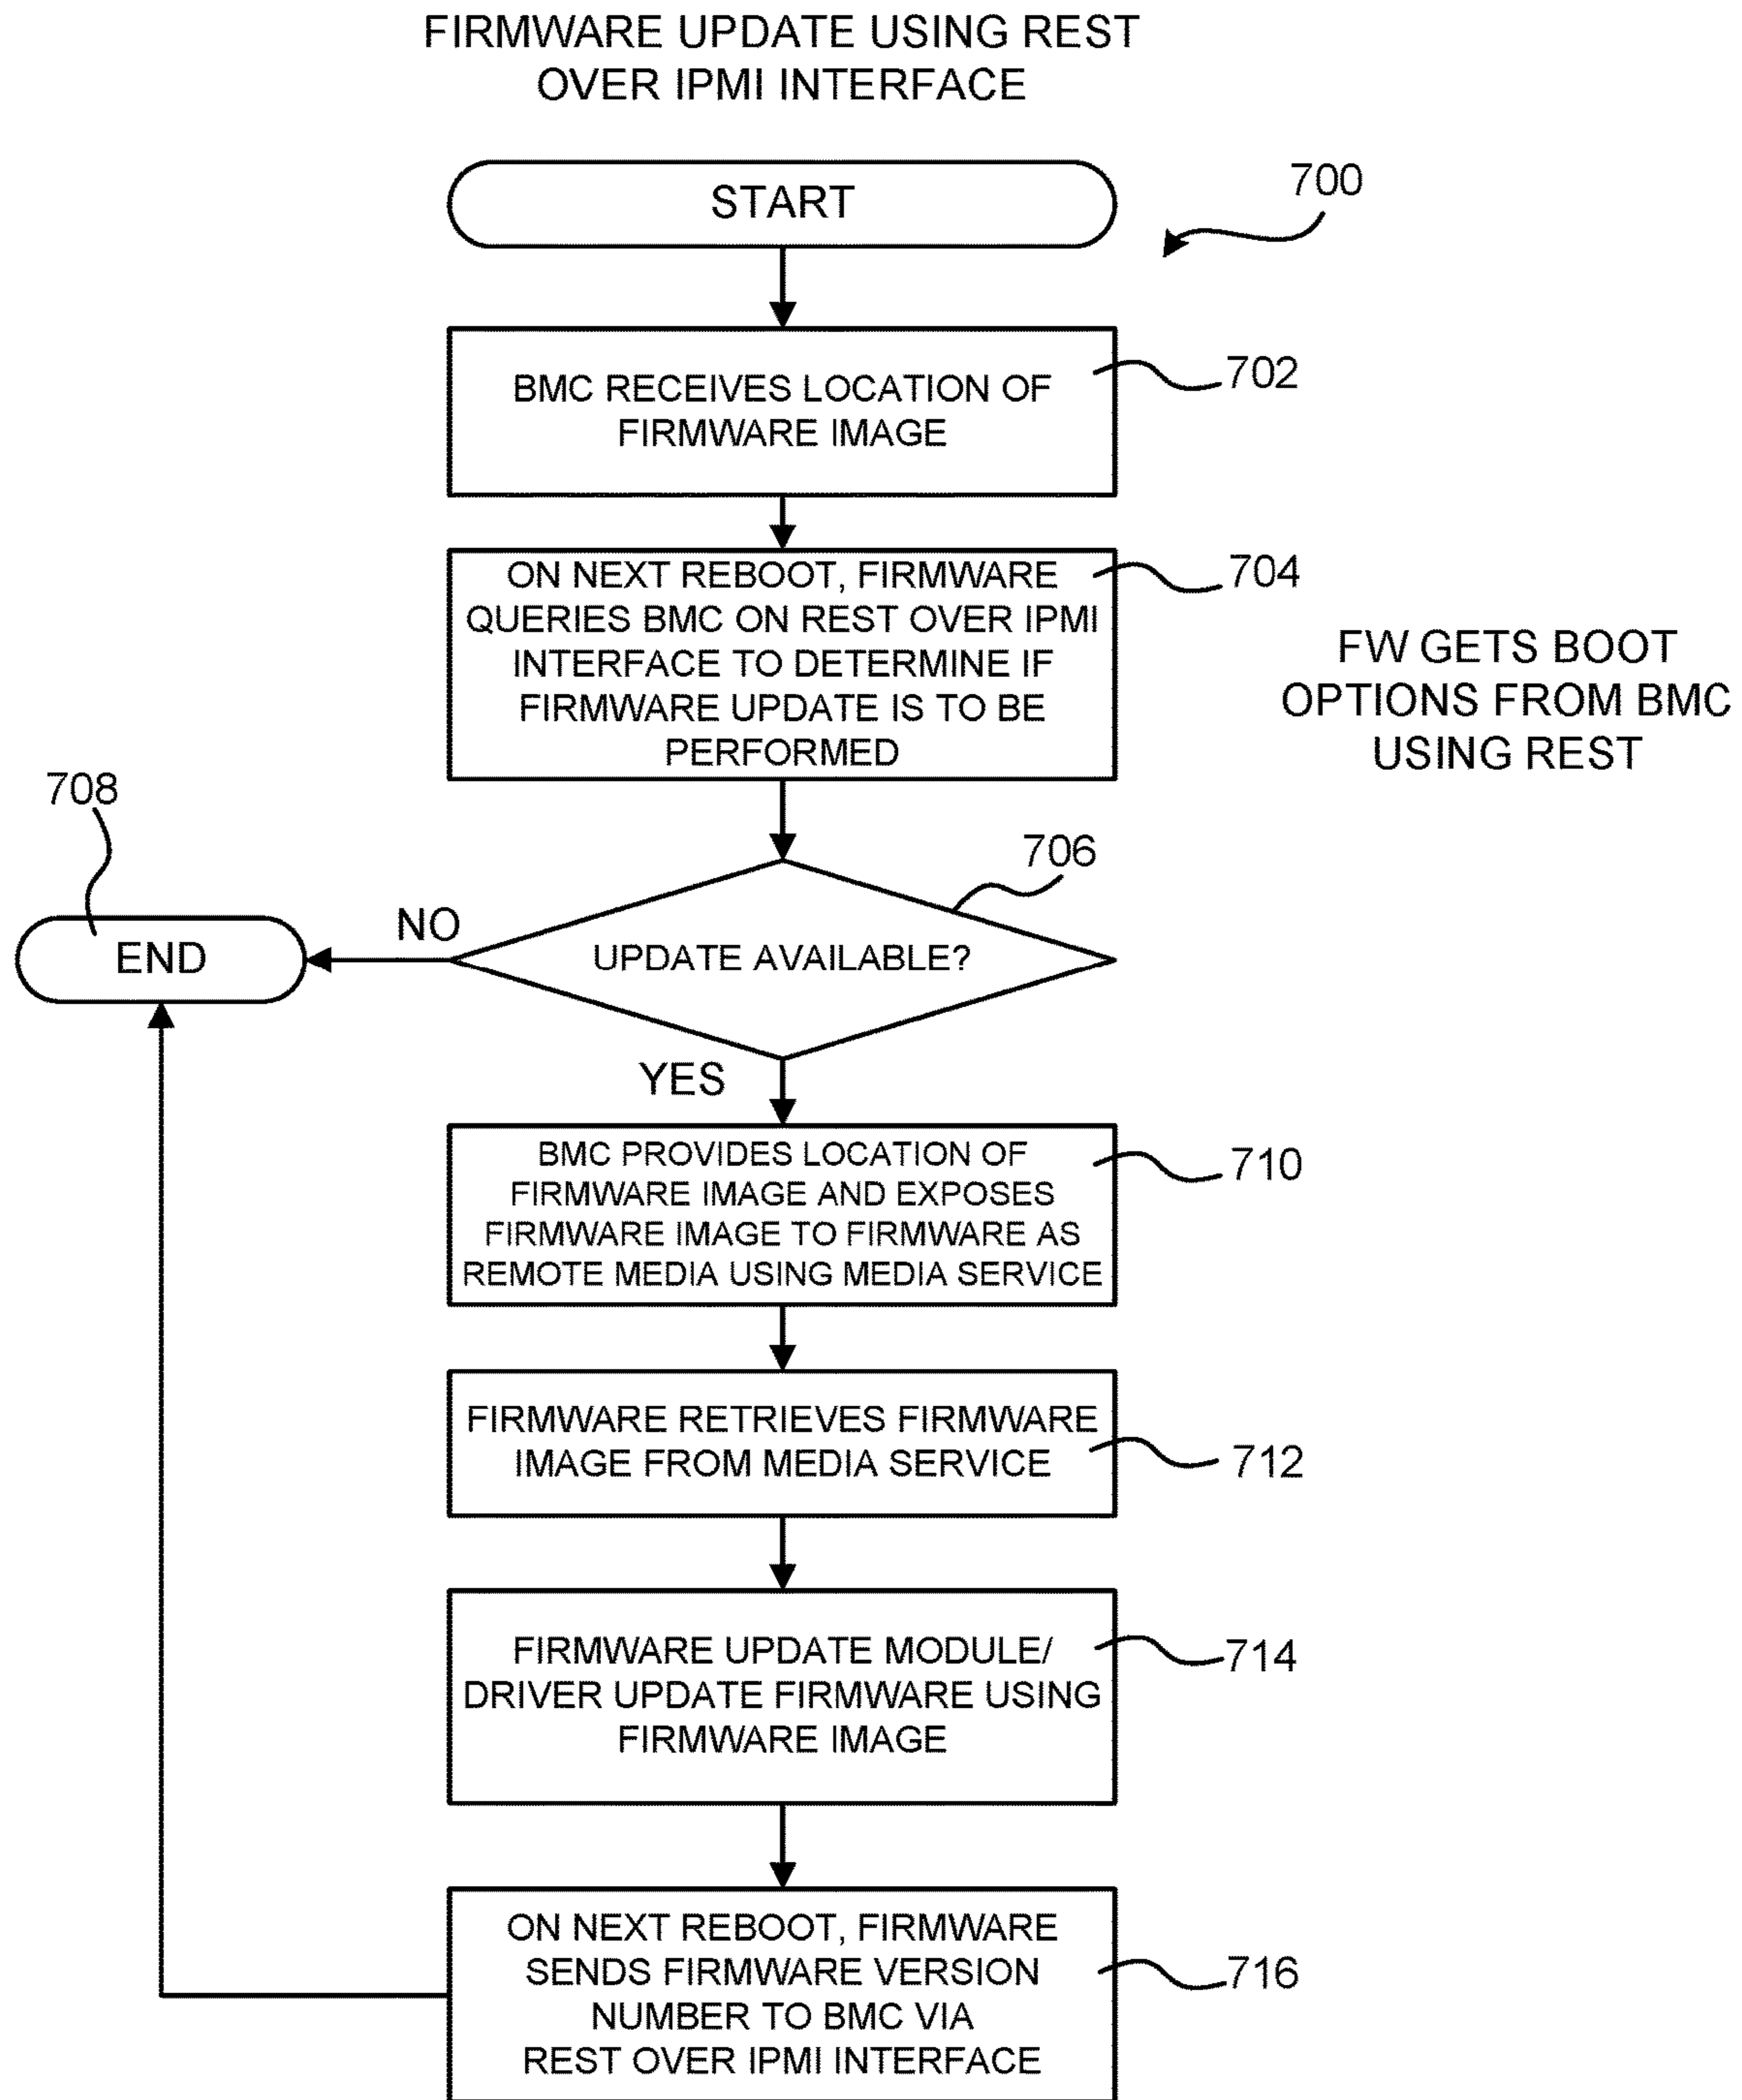 FIRMWARE UPDATE USING REST
OVER IPMI INTERFACE
START
700
BMC RECEIVES LOCATION OF
FIRMWARE IMAGE
702
ON NEXT REBOOT, FIRMWARE
QUERIES BMC ON REST OVER IPMI
INTERFACE TO DETERMINE IF
FIRMWARE UPDATE IS TO BE
PERFORMED
704
FW GETS BOOT
OPTIONS FROM BMC
USING REST
708
706
END
NO
UPDATE AVAILABLE?
YES
BMC PROVIDES LOCATION OF
FIRMWARE IMAGE AND EXPOSES
FIRMWARE IMAGE TO FIRMWARE AS
REMOTE MEDIA USING MEDIA SERVICE
710
FIRMWARE RETRIEVES FIRMWARE
IMAGE FROM MEDIA SERVICE
712
FIRMWARE UPDATE MODULE/
DRIVER UPDATE FIRMWARE USING
FIRMWARE IMAGE
714
ON NEXT REBOOT, FIRMWARE
SENDS FIRMWARE VERSION
NUMBER TO BMC VIA
REST OVER IPMI INTERFACE
716